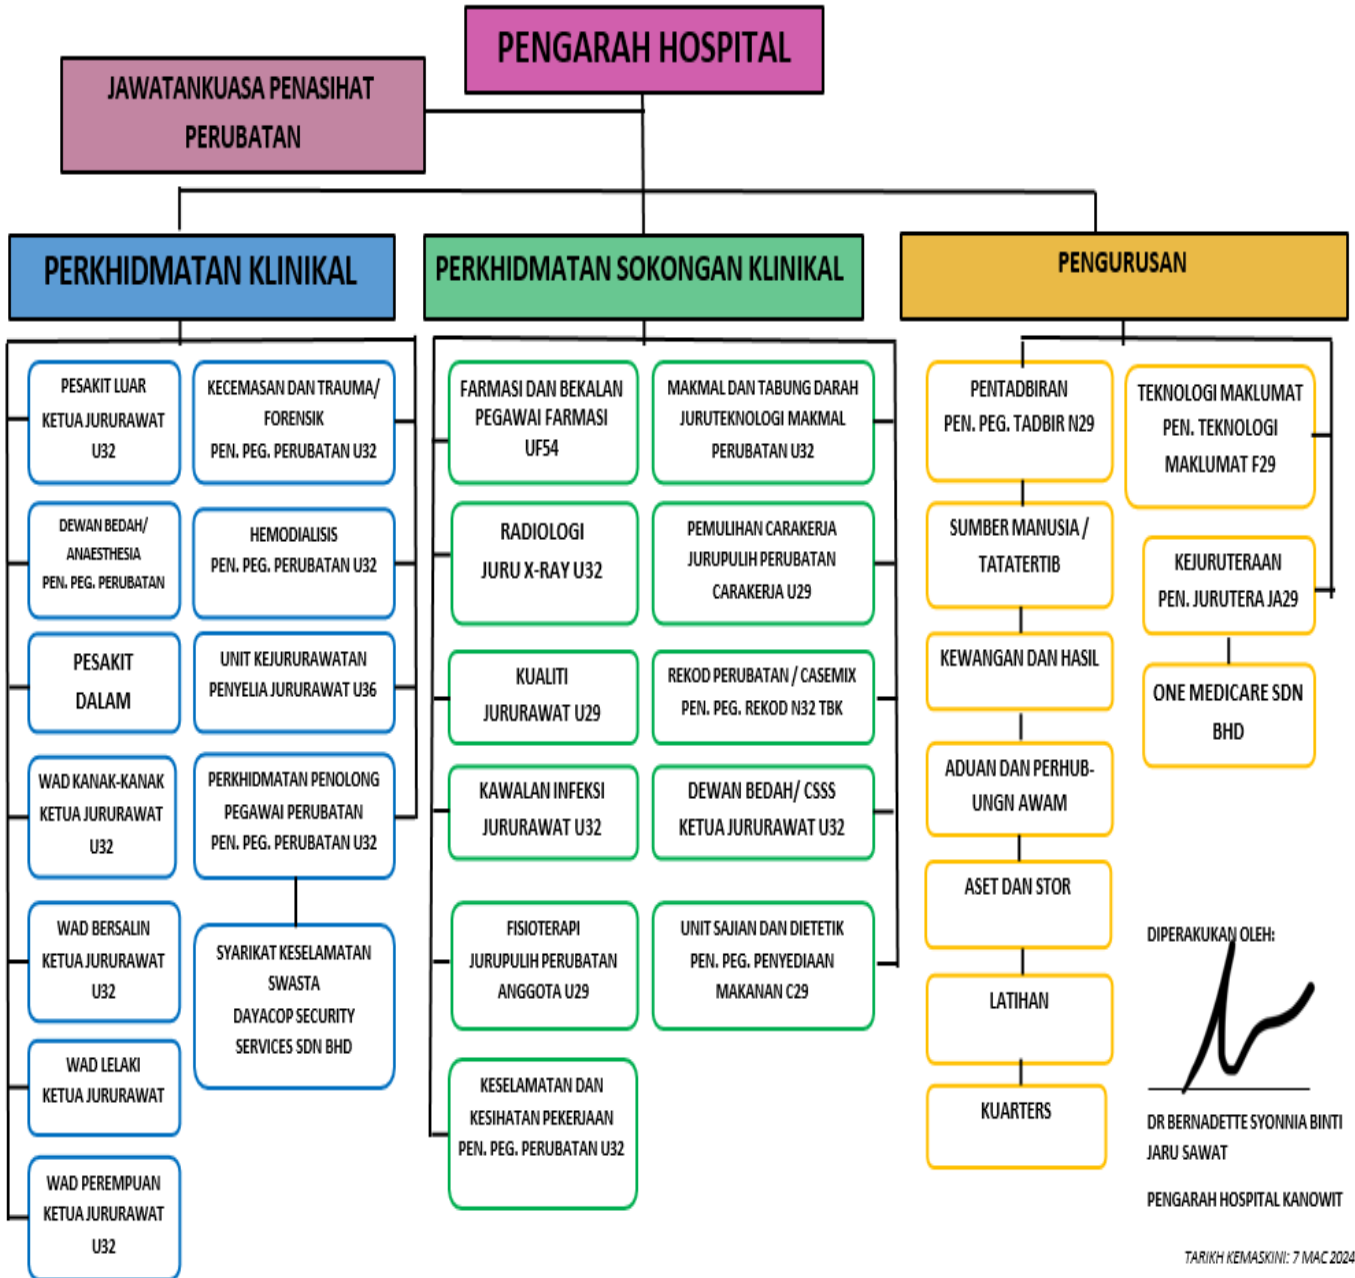 PENGARAH HOSPITAL
JAWATANKUASA PENASIHAT
PERUBATAN
PERKHIDMATAN KLINIKAL
PESAKIT LUAR
KETUA JURURAWAT
U32
KECEMASAN DAN TRAUMA/
FORENSIK
PEN. PEG. PERUBATAN U32
DEWAN BEDAH/
ANAESTHESIA
PEN. PEG. PERUBATAN
HEMODIALISIS
PEN. PEG. PERUBATAN U32
PESAKIT
DALAM
UNIT KEJURURAWATAN
PENYELIA JURURAWAT U36
WAD KANAK-KANAK
KETUA JURURAWAT
U32
PERKHIDMATAN PENOLONG
PEGAWAI PERUBATAN
PEN. PEG. PERUBATAN U32
WAD BERSALIN
KETUA JURURAWAT
U32
SYARIKAT KESELAMATAN
SWASTA
DAYACOP SECURITY
SERVICES SDN BHD
WAD LELAKI
KETUA JURURAWAT
WAD PEREMPUAN
KETUA JURURAWAT
U32
PERKHIDMATAN SOKONGAN KLINIKAL
FARMASI DAN BEKALAN
PEGAWAI FARMASI
UF54
MAKMAL DAN TABUNG DARAH
JURUTEKNOLOGI MAKMAL
PERUBATAN U32
RADIOLOGI
JURU X-RAY U32
PEMULIHAN CARAKERJA
JURUPULIH PERUBATAN
CARAKERJA U29
KUALITI
JURURAWAT U29
REKOD PERUBATAN / CASEMIX
PEN. PEG. REKOD N32 TBK
KAWALAN INFEKSI
JURURAWAT U32
DEWAN BEDAH/ CSSS
KETUA JURURAWAT U32
FISIOTERAPI
JURUPULIH PERUBATAN
ANGGOTA U29
UNIT SAJIAN DAN DIETETIK
PEN. PEG. PENYEDIAAN
MAKANAN C29
KESELAMATAN DAN
KESIHATAN PEKERJAAN
PEN. PEG. PERUBATAN U32
PENGURUSAN
PENTADBIRAN
PEN. PEG. TADBIR N29
TEKNOLOGI MAKLUMAT
PEN. TEKNOLOGI
MAKLUMAT F29
SUMBER MANUSIA /
TATATERTIB
KEJURUTERAAN
PEN. JURUTERA JA29
KEWANGAN DAN HASIL
ONE MEDICARE SDN
BHD
ADUAN DAN PERHUB-
UNGN AWAM
ASET DAN STOR
LATIHAN
KUARTERS
DIPERAKUKAN OLEH:
DR BERNADETTE SYONNIA BINTI
JARU SAWAT
PENGARAH HOSPITAL KANOWIT
TARIKH KEMASKINI: 7 MAC 2024